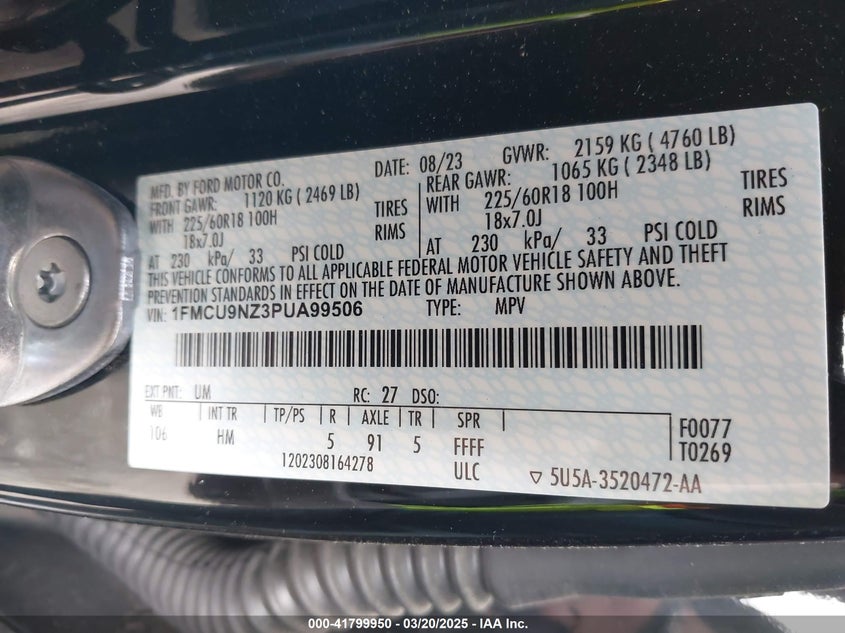 MFD. BY FORD MOTOR CO.
DATE: 08/23 GVWR: 2159 KG ( 4760 LB)
FRONT GAWR: 1120 KG ( 2469 LB)
REAR GAWR: 1065 KG ( 2348 LB)
WITH 225/60R18 100H TIRES
WITH 225/60R18 100H TIRES
18x7.0J RIMS
18x7.0J RIMS
AT 230 kPa/ 33 PSI COLD
AT 230 kPa/ 33 PSI COLD
THIS VEHICLE CONFORMS TO ALL APPLICABLE FEDERAL MOTOR VEHICLE SAFETY AND THEFT
PREVENTION STANDARDS IN EFFECT ON THE DATE OF MANUFACTURE SHOWN ABOVE.
VIN: 1FMCU9NZ3PUA99506 TYPE: MPV
EXT PNT: UM RC: 27 DSO:
WB INT TR TP/PS R AXLE TR SPR
106 HM 5 91 5 FFFF
F0077
T0269
1202308164278 ULC ▽ 5U5A-3520472-AA
000-41799950 - 03/20/2025 - IAA Inc.